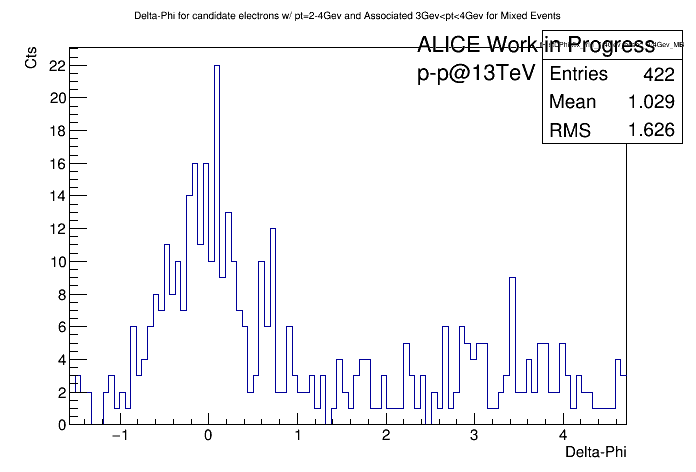 Delta-Phi for candidate electrons w/ pt=2-4Gev and Associated 3Gev<pt<4Gev for Mixed Events
Cts
ALICE Work in Progress
p-p@13TeV
Entries 422
Mean 1.029
RMS 1.626
22
20
18
16
14
12
10
8
6
4
2
0
−1 0 1 2 3 4
Delta-Phi